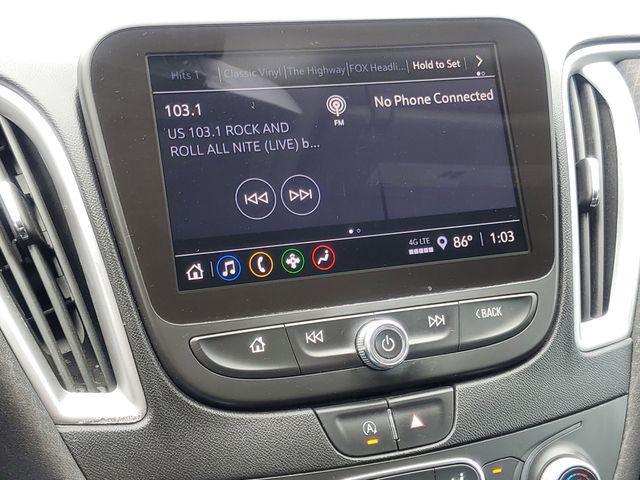 Hits 1 Classic Vinyl The Highway FOX Headli... Hold to Set
103.1
FM
No Phone Connected
US 103.1 ROCK AND
ROLL ALL NITE (LIVE) b...
4G LTE 86° 1:03
BACK
A